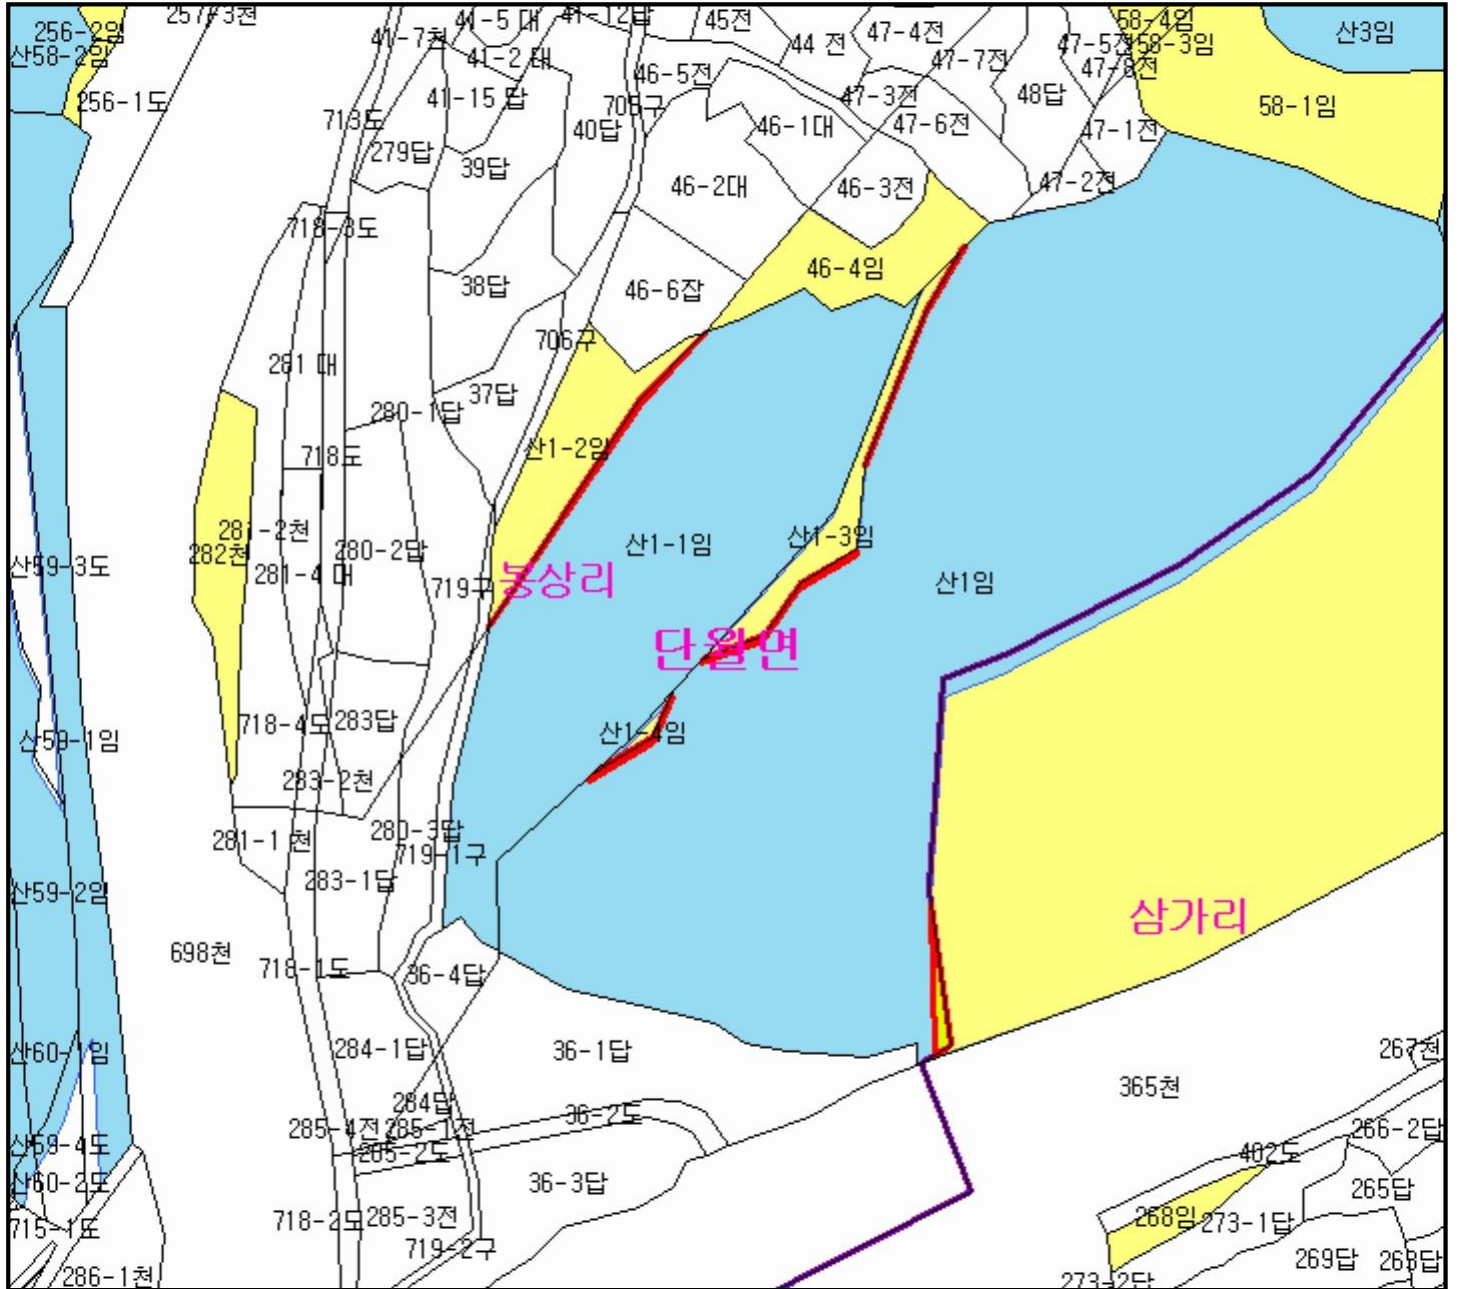 256-2임
257-3천
41-5 대
41-12답
45전
47-4전
58-4임
산3임
산58-2임
41-7천
41-2 대
44 전
47-5전
58-3임
47-7전
47-8전
46-5전
256-1도
41-15 답
705구
47-3전
48답
58-1임
713도
40답
46-1대
47-6전
47-1전
279답
39답
46-2대
46-3전
47-2전
718-3도
38답
46-6잡
46-4임
706구
281 대
37답
280-1답
산1-2임
718도
281-2천
282천
280-2답
산1-1임
산1-3임
산59-3도
281-4 대
719구
봉상리
산1임
단월면
산59-1임
718-4도
283답
산1-4임
283-2천
281-1 천
280-3답
719-1구
283-1답
산59-2임
삼가리
698천
718-1도
36-4답
산60-1임
284-1답
36-1답
267천
365천
284답
36-2도
285-4전
285-1전
266-2답
산59-4도
285-2도
402도
산60-2도
36-3답
265답
715-1도
718-2도
285-3전
268임
273-1답
719-2구
269답
263답
286-1천
273-2답